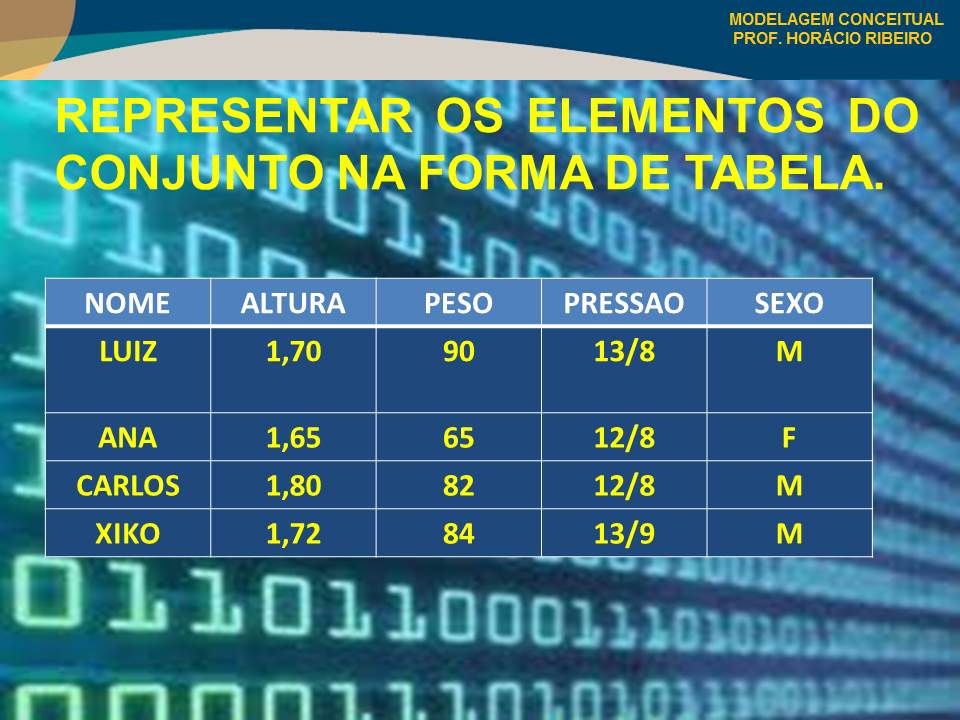 MODELAGEM CONCEITUAL
PROF. HORÁCIO RIBEIRO
REPRESENTAR OS ELEMENTOS DO
CONJUNTO NA FORMA DE TABELA.
NOME ALTURA PESO PRESSAO SEXO
LUIZ 1,70 90 13/8 M
ANA 1,65 65 12/8 F
CARLOS 1,80 82 12/8 M
XIKO 1,72 84 13/9 M